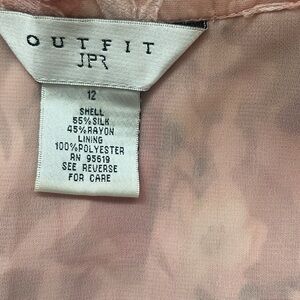 OUTFIT
JPR
12
SHELL
55%SILK
45%RAYON
LINING
100%POLYESTER
RN 95619
SEE REVERSE
FOR CARE